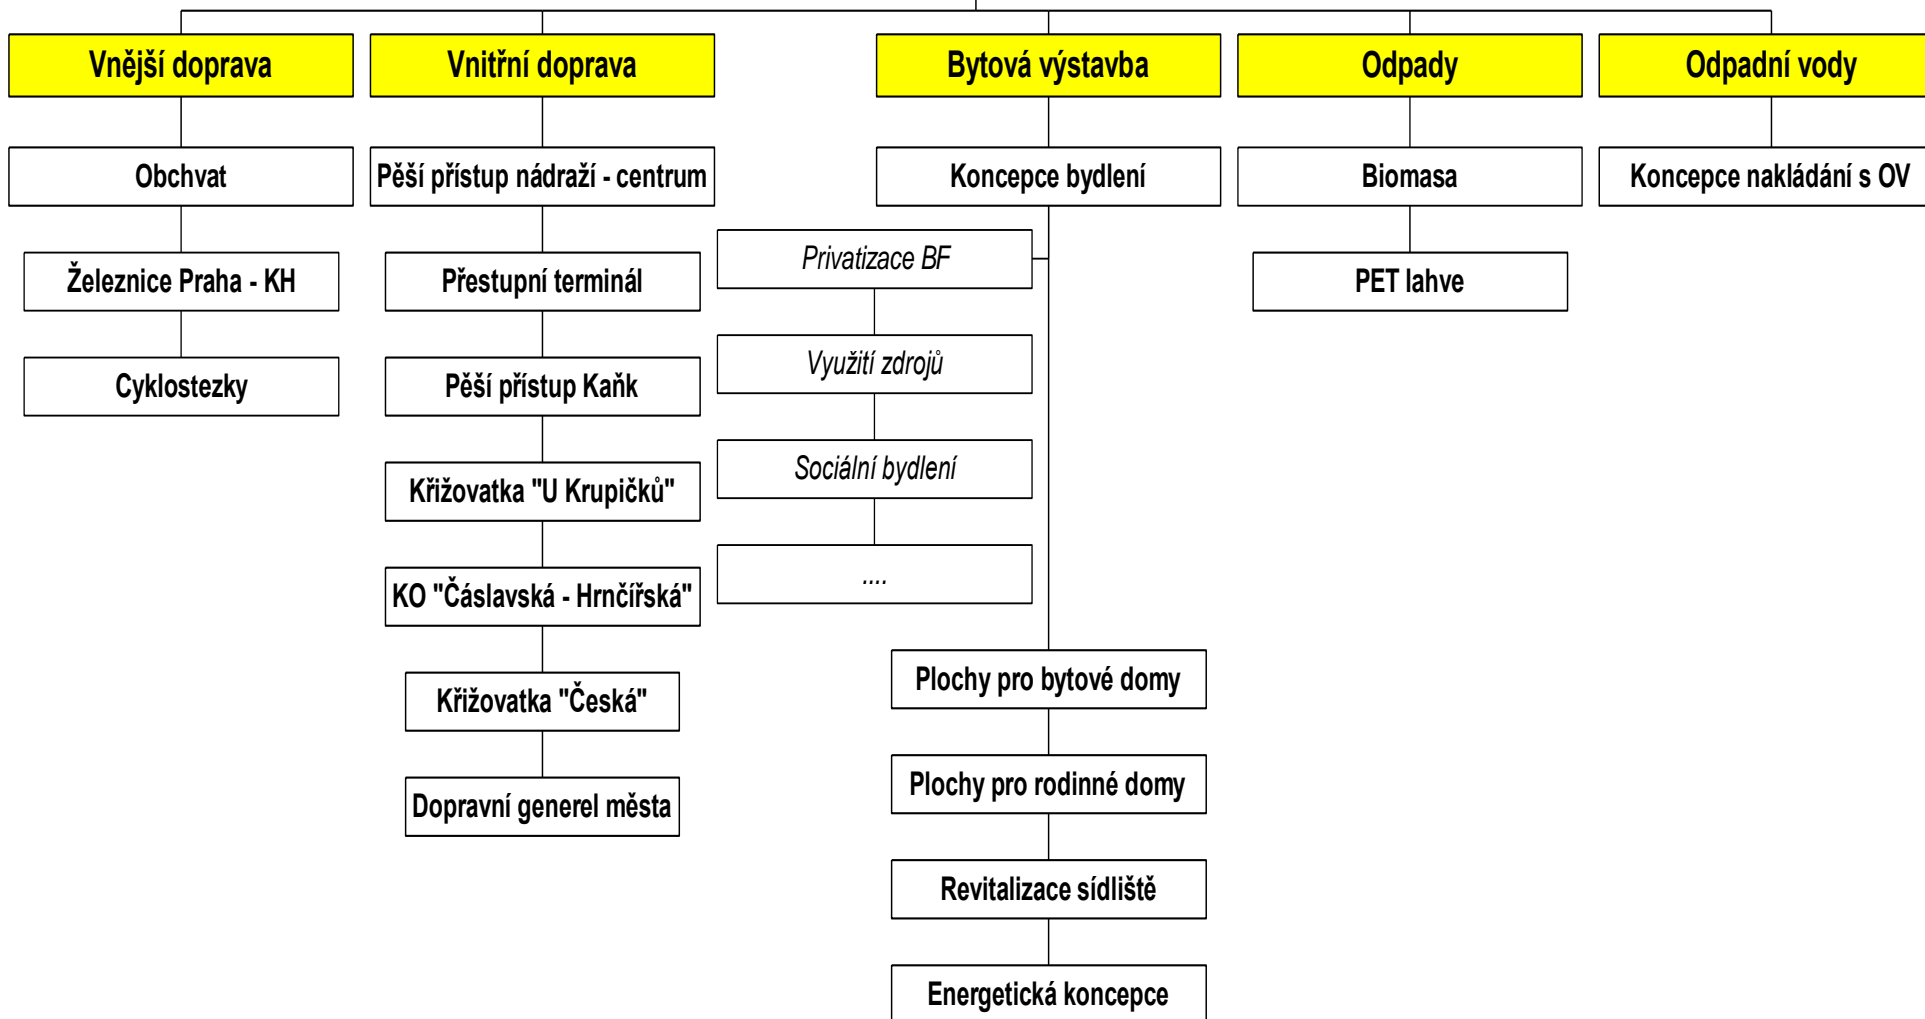 Vnější doprava
Vnitřní doprava
Bytová výstavba
Odpady
Odpadní vody
Obchvat
Pěší přístup nádraží - centrum
Koncepce bydlení
Biomasa
Koncepce nakládání s OV
Železnice Praha - KH
Přestupní terminál
Privatizace BF
PET lahve
Cyklostezky
Pěší přístup Kaňk
Využití zdrojů
Křižovatka "U Krupičků"
Sociální bydlení
KO "Čáslavská - Hrnčířská"
....
Křižovatka "Česká"
Plochy pro bytové domy
Dopravní generel města
Plochy pro rodinné domy
Revitalizace sídliště
Energetická koncepce